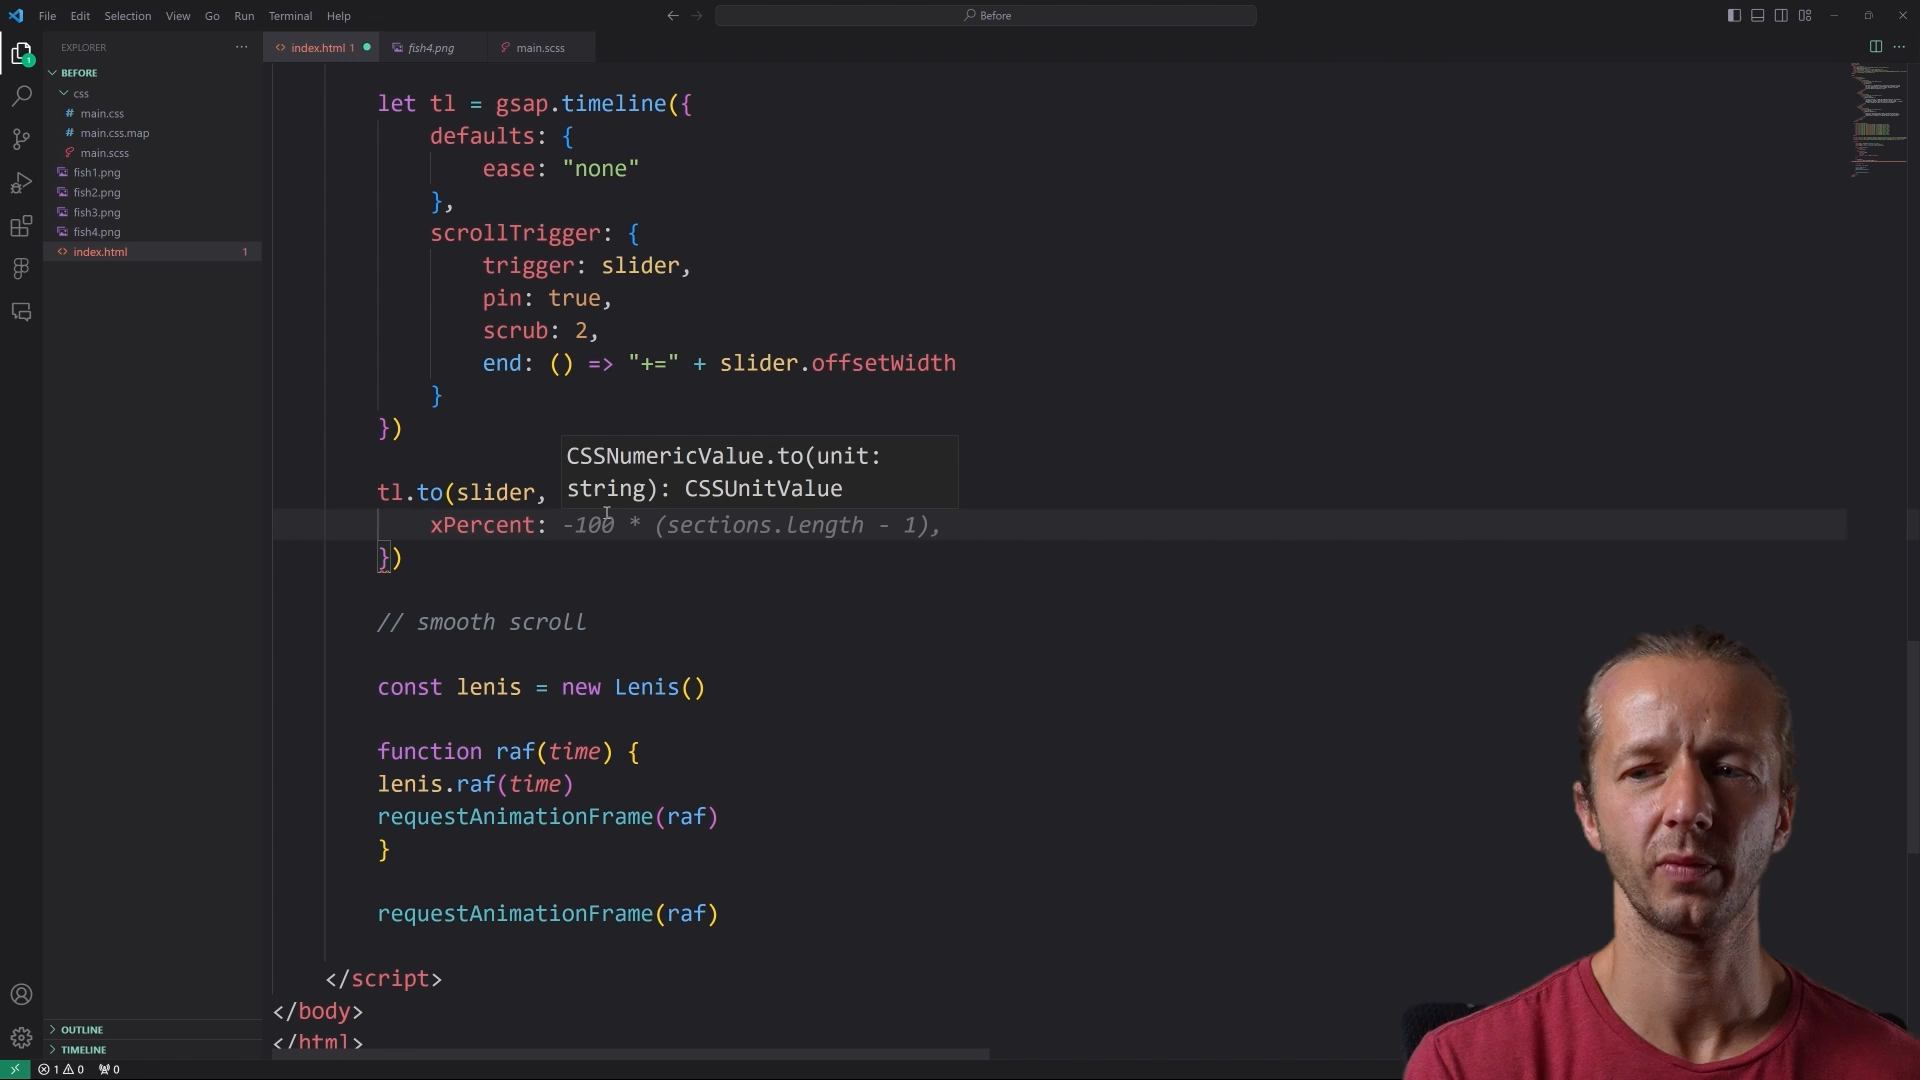 File Edit Selection View Go Run Terminal Help
Before
EXPLORER
index.html 1
fish4.png
main.scss
BEFORE
css
main.css
main.css.map
main.scss
fish1.png
fish2.png
fish3.png
fish4.png
index.html 1
let tl = gsap.timeline({
defaults: {
ease: "none"
},
scrollTrigger: {
trigger: slider,
pin: true,
scrub: 2,
end: () => "+=" + slider.offsetWidth
}
})
CSSNumericValue.to(unit:
string): CSSUnitValue
tl.to(slider,
xPercent: -100 * (sections.length - 1),
})
// smooth scroll
const lenis = new Lenis()
function raf(time) {
lenis.raf(time)
requestAnimationFrame(raf)
}
requestAnimationFrame(raf)
</script>
</body>
</html>
OUTLINE
TIMELINE
1 0 0